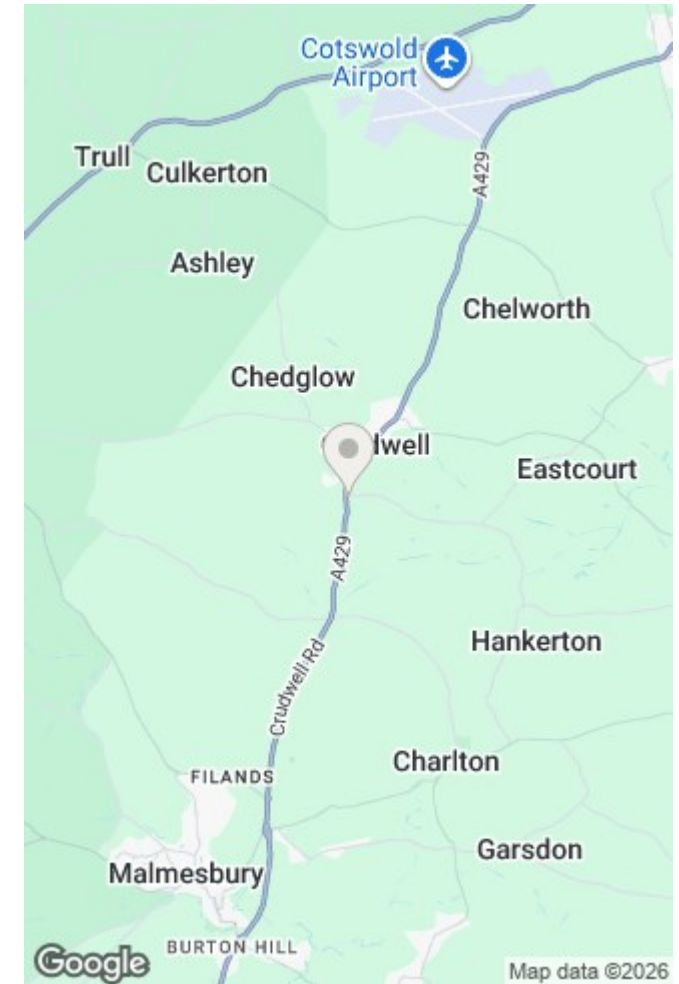 Cotswold
Airport
A429
Trull
Culkerton
Ashley
Chelworth
Chedglow
dwell
Eastcourt
A429
Hankerton
Crudwell Rd
Charlton
FILANDS
Garsdon
Malmesbury
BURTON HILL
Google
Map data ©2026